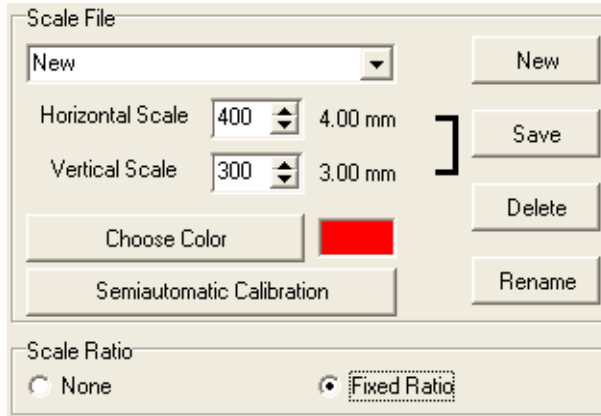 Scale File
New
New
Horizontal Scale 400 4.00 mm
Save
Vertical Scale 300 3.00 mm
Delete
Choose Color
Semiautomatic Calibration
Rename
Scale Ratio
None Fixed Ratio